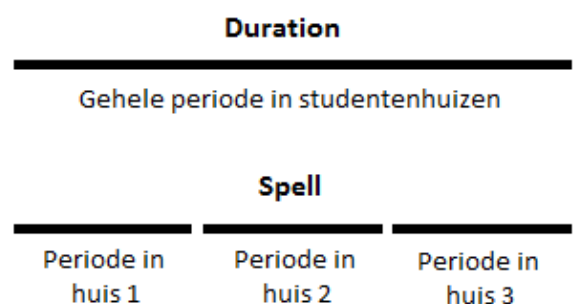 Duration
Gehele periode in studentenhuizen
Spell
Periode in huis 1
Periode in huis 2
Periode in huis 3